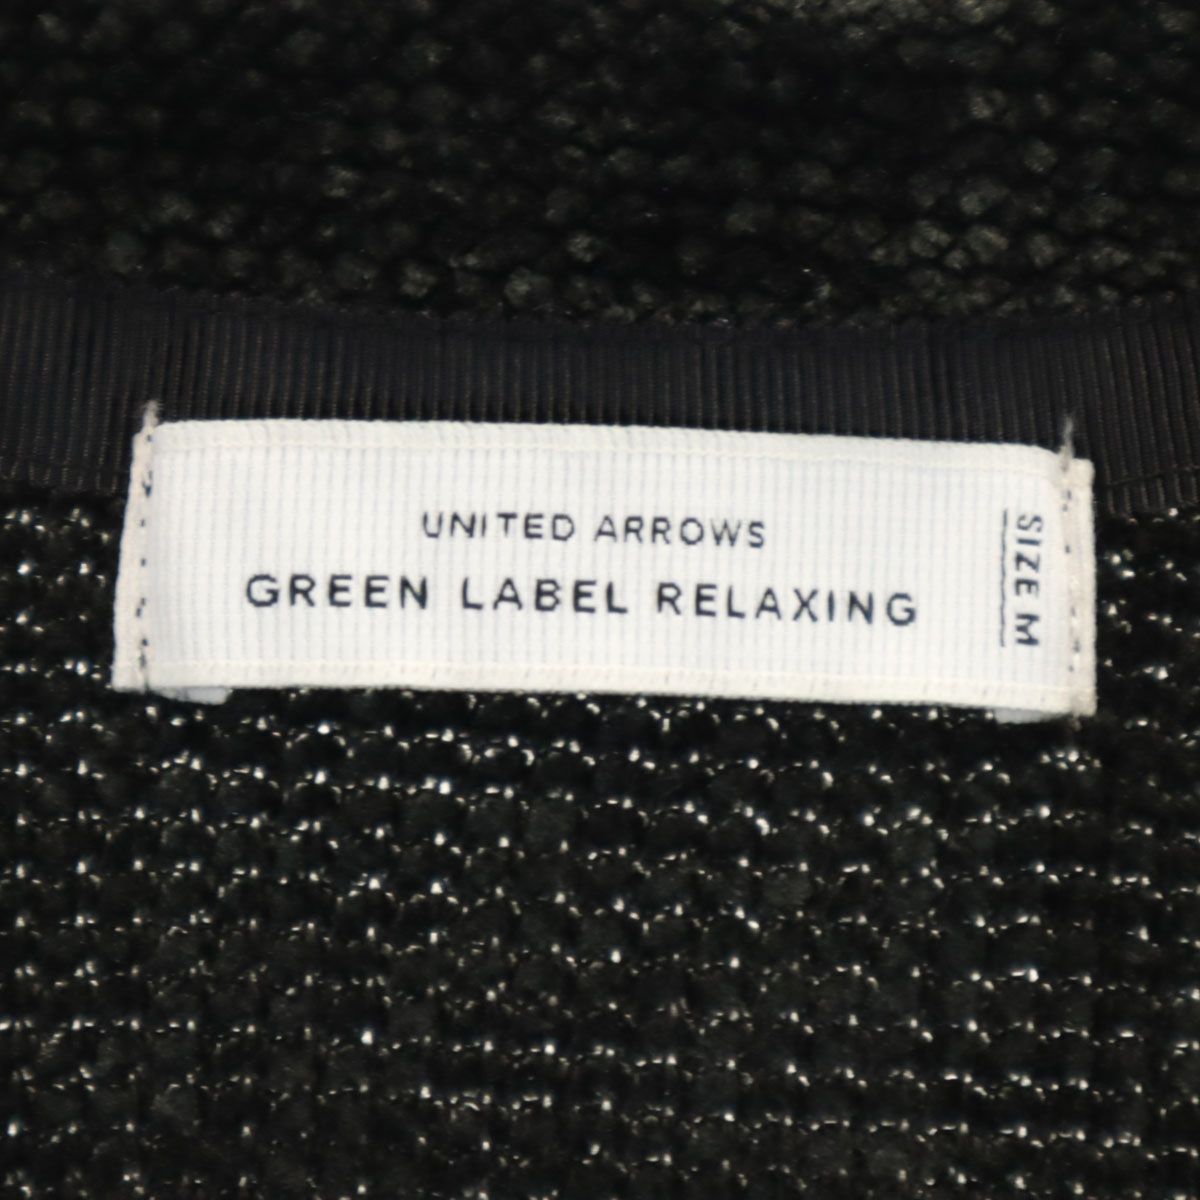 UNITED ARROWS
GREEN LABEL RELAXING
SIZE M